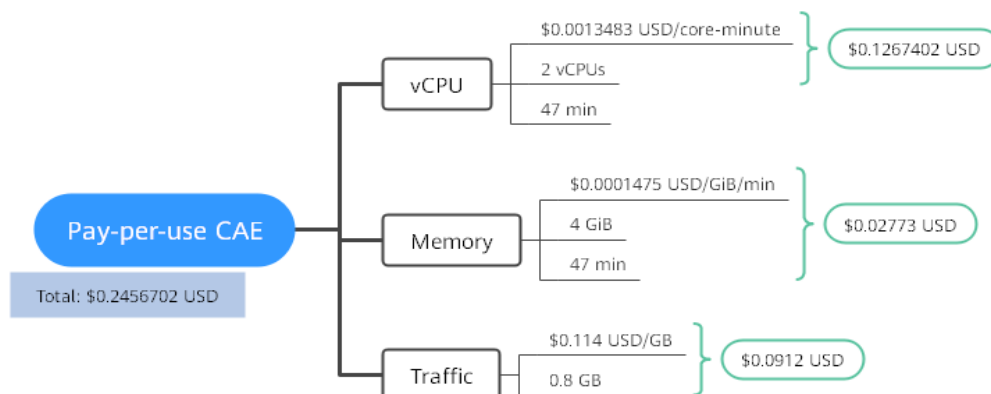 Pay-per-use CAE
Total: $0.2456702 USD
vCPU
$0.0013483 USD/core-minute
2 vCPUs
47 min
$0.1267402 USD
Memory
$0.0001475 USD/GiB/min
4 GiB
47 min
$0.02773 USD
Traffic
$0.114 USD/GB
0.8 GB
$0.0912 USD